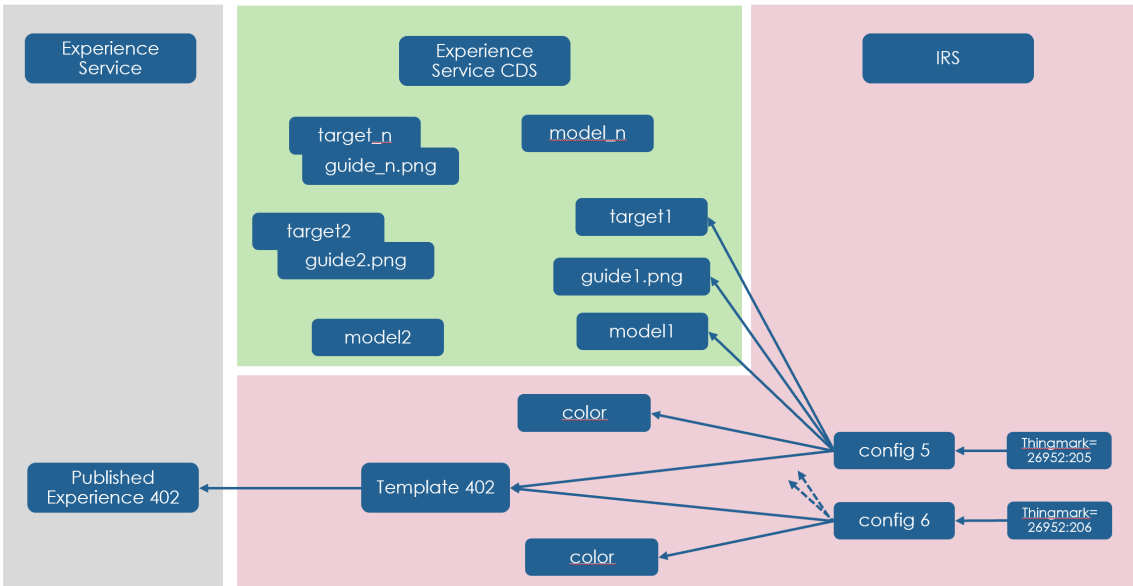 Experience
Service
Experience
Service CDS
IRS
target_n
guide_n.png
model_n
target2
guide2.png
target1
guide1.png
model1
model2
color
config 5
Thingmark=
26952:205
Published
Experience 402
Template 402
config 6
Thingmark=
26952:206
color